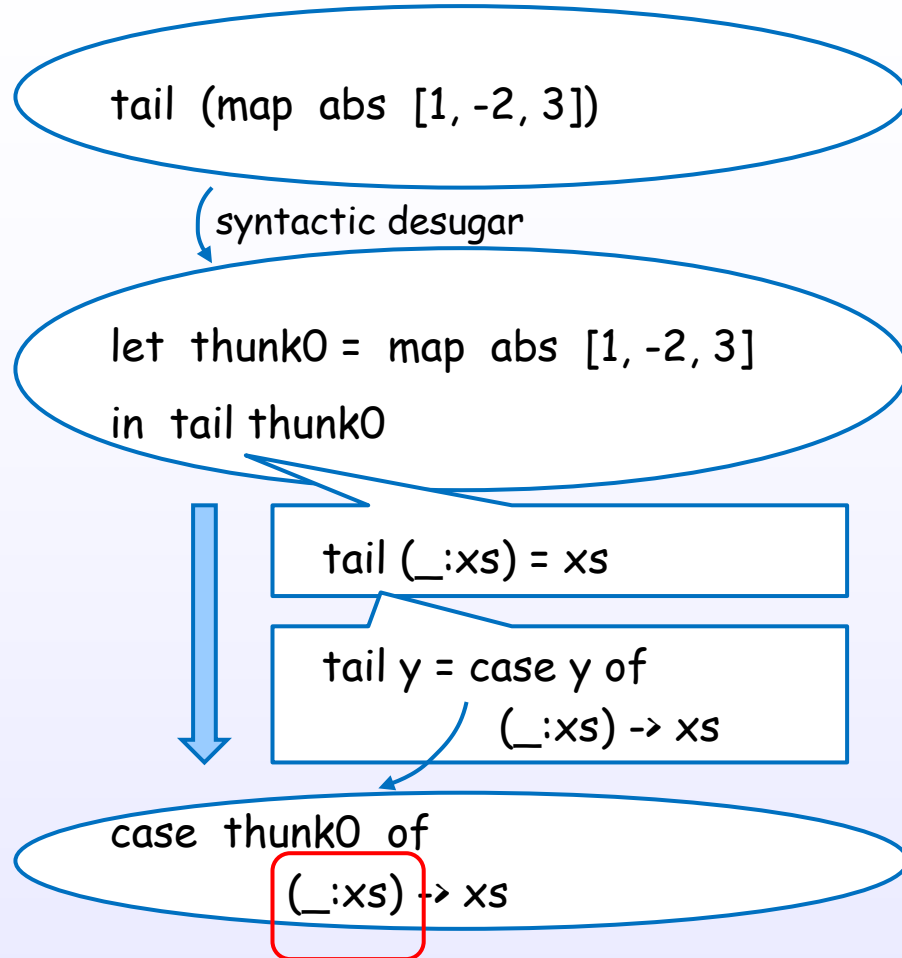 tail (map abs [1, -2, 3])
syntactic desugar
let thunk0 = map abs [1, -2, 3]
in tail thunk0
tail (_:xs) = xs
tail y = case y of
(_:xs) -> xs
case thunk0 of
(_:xs) -> xs